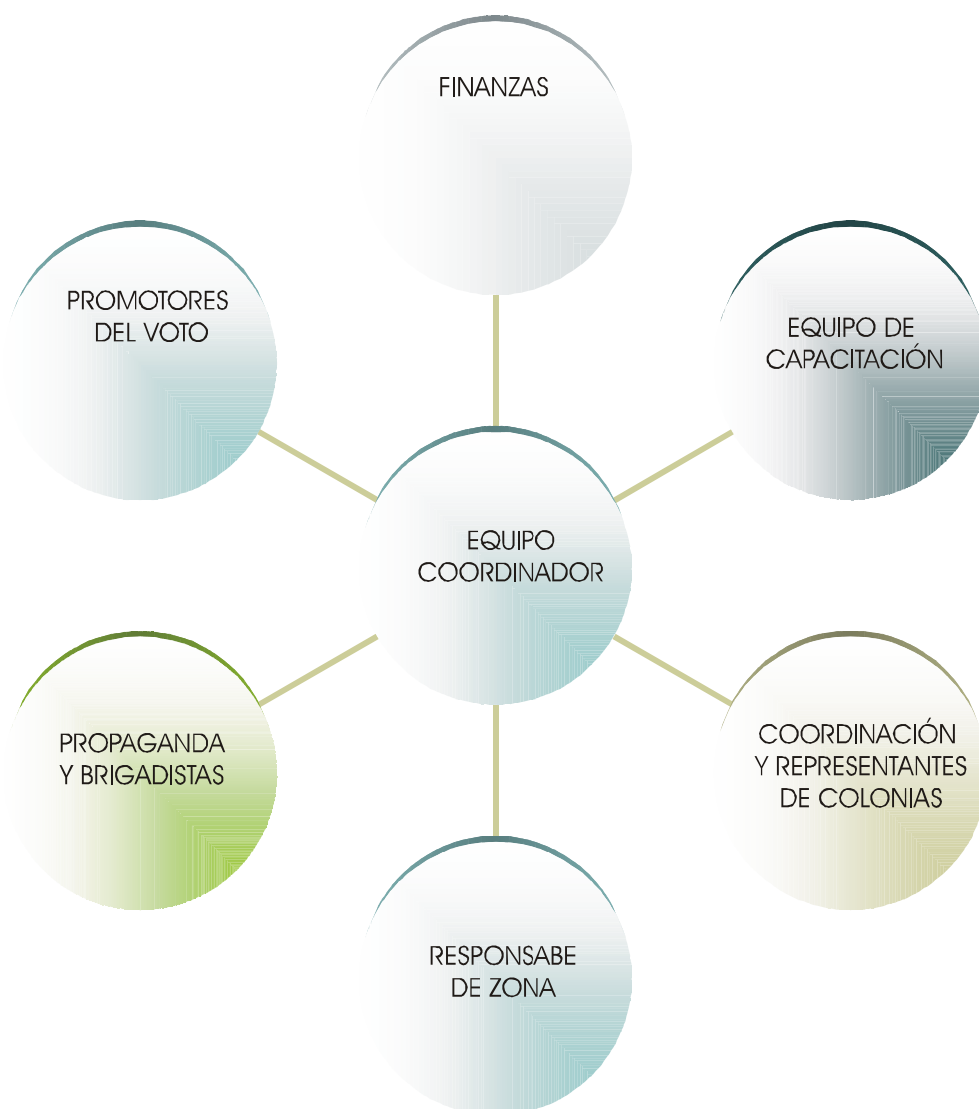 FINANZAS
PROMOTORES
DEL VOTO
EQUIPO DE
CAPACITACIÓN
EQUIPO
COORDINADOR
PROPAGANDA
Y BRIGADISTAS
COORDINACIÓN
Y REPRESENTANTES
DE COLONIAS
RESPONSABE
DE ZONA